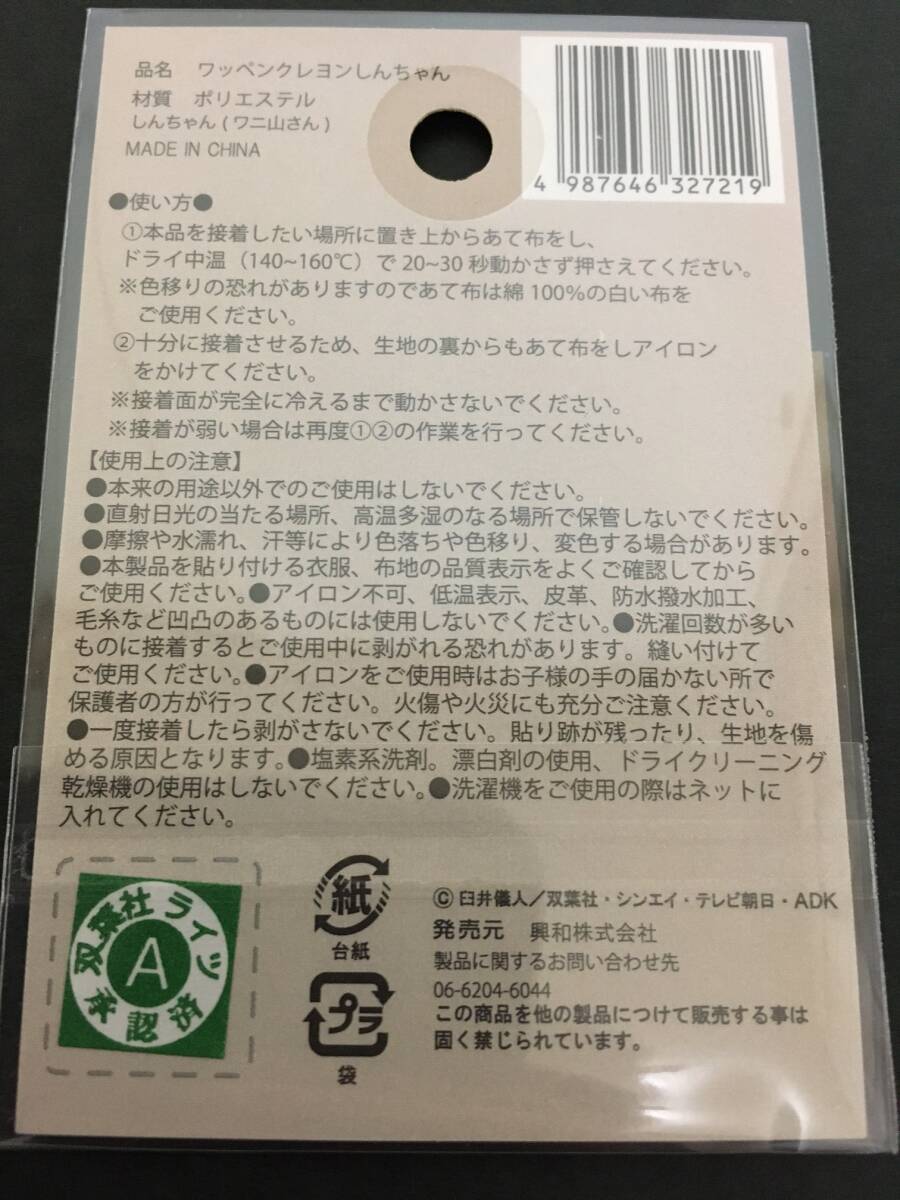 品名 ワッペンクレヨンしんちゃん
材質 ポリエステル
しんちゃん(ワニ山さん)
MADE IN CHINA
4 987646 327219
●使い方●
①本品を接着したい場所に置き上からあて布をし、
ドライ中温(140~160℃)で20~30秒動かさず押さえてください。
※色移りの恐れがありますのであて布は綿100%の白い布を
ご使用ください。
②十分に接着させるため、生地の裏からもあて布をしアイロン
をかけてください。
※接着面が完全に冷えるまで動かさないでください。
※接着が弱い場合は再度①②の作業を行ってください。
【使用上の注意】
●本来の用途以外でのご使用はしないでください。
●直射日光の当たる場所、高温多湿のなる場所で保管しないでください。
●摩擦や水濡れ、汗等により色落ちや色移り、変色する場合があります。
●本製品を貼り付ける衣服、布地の品質表示をよくご確認してから
ご使用ください。●アイロン不可、低温表示、皮革、防水撥水加工、
毛糸など凹凸のあるものには使用しないでください。●洗濯回数が多い
ものに接着するとご使用中に剥がれる恐れがあります。縫い付けて
ご使用ください。●アイロンをご使用時はお子様の手の届かない所で
保護者の方が行ってください。火傷や火災にも充分ご注意ください。
●一度接着したら剥がさないでください。貼り跡が残ったり、生地を傷
める原因となります。●塩素系洗剤。漂白剤の使用、ドライクリーニング
乾燥機の使用はしないでください。●洗濯機をご使用の際はネットに
入れてください。
双葉社ライツ
A
承認済
紙
台紙
プラ
袋
©臼井儀人/双葉社・シンエイ・テレビ朝日・ADK
発売元 興和株式会社
製品に関するお問い合わせ先
06-6204-6044
この商品を他の製品につけて販売する事は
固く禁じられています。